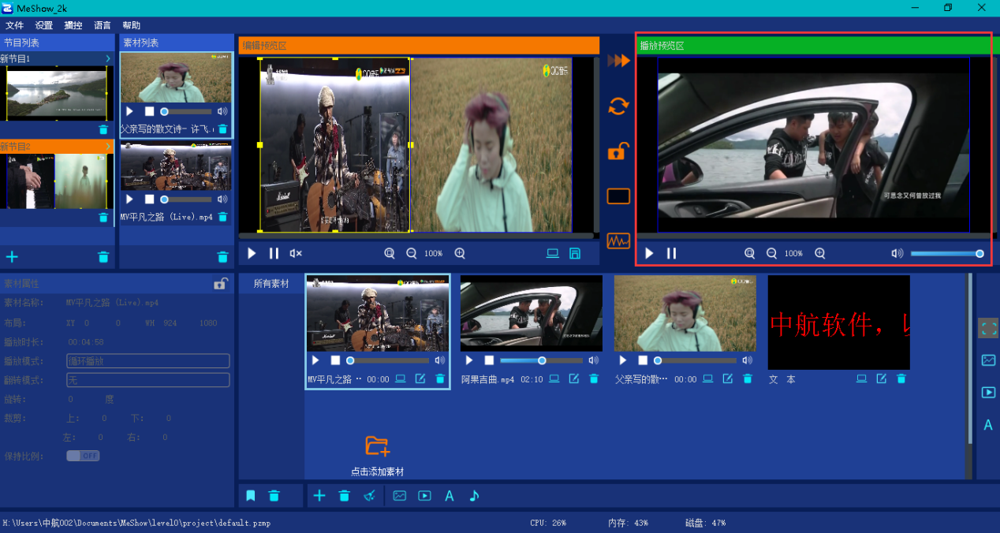 MeShow_2k
文件 设置 播控 语言 帮助
节目列表
素材列表
编辑预览区
播放预览区
新节目1
新节目2
父亲写的散文诗- 许飞.
MV平凡之路 (Live).mp4
QQ音乐
QQ音乐
Marshall
可思念又何曾放过我
100%
100%
素材属性
素材名称: MV平凡之路 (Live).mp4
布局: XY 0 0 WH 924 1080
播放时长: 00:04:58
播放模式: 循环播放
翻转模式: 无
旋转: 0 度
裁剪: 上: 0 下: 0
左: 0 右: 0
保持比例: OFF
所有素材
MV平凡之路 ... 00:00
阿果吉曲.mp4 02:10
父亲写的散... 00:00
中航软件，以
文 本
点击添加素材
H:\Users\中航002\Documents\MeShow\level0\project\default.pzmp
CPU: 26%
内存: 43%
磁盘: 47%